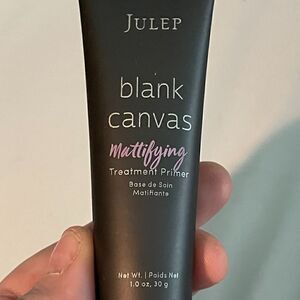 JULEP
blank
canvas
Mattifying
Treatment Primer
Base de Soin
Matifiante
Net Wt. | Poids Net
1.0 oz, 30 g